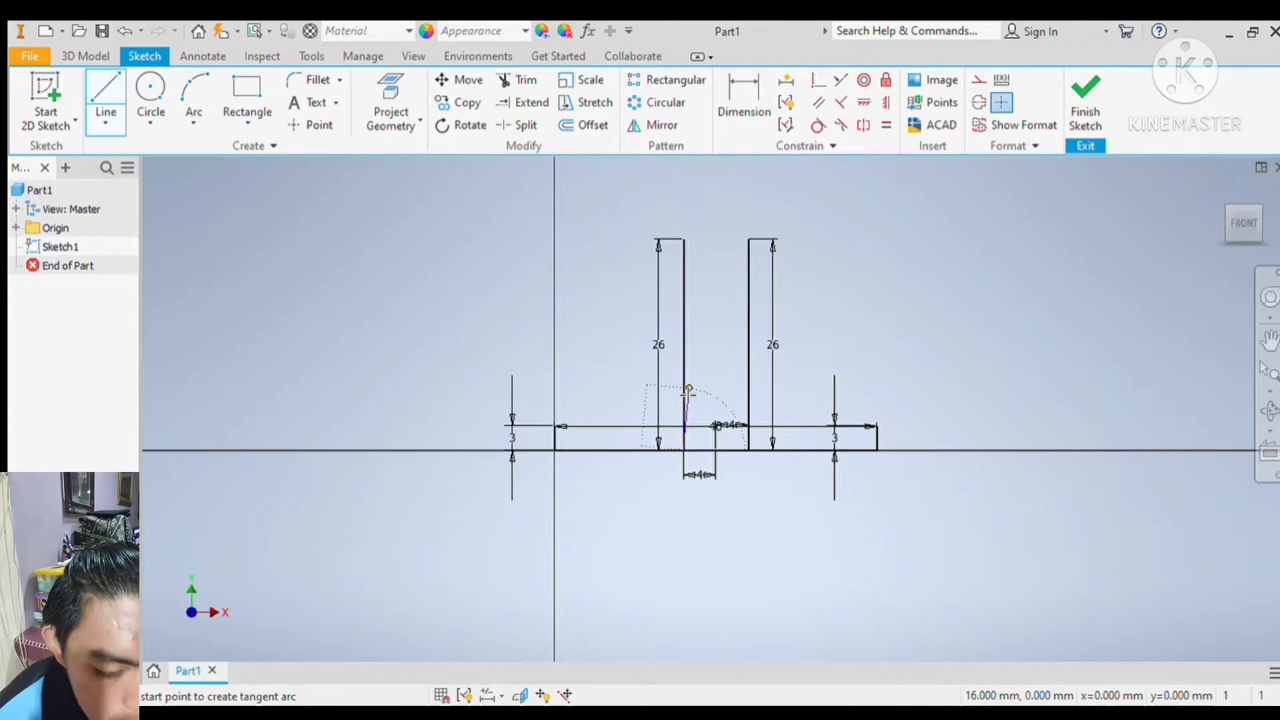 Material
Appearance
Part1
Search Help & Commands...
Sign In
File
3D Model
Sketch
Annotate
Inspect
Tools
Manage
View
Environments
Get Started
Collaborate
Start
2D Sketch
Line
Circle
Arc
Rectangle
Fillet
Text
Point
Project
Geometry
Move
Copy
Rotate
Trim
Extend
Split
Scale
Stretch
Offset
Rectangular
Circular
Mirror
Dimension
Image
Points
ACAD
Show Format
Finish
Sketch
KINEMASTER
Sketch
Create
Modify
Pattern
Constrain
Insert
Format
Exit
M...
Part1
View: Master
Origin
Sketch1
End of Part
FRONT
26
26
3
3
4
X
Part1
start point to create tangent arc
16.000 mm, 0.000 mm
x=0.000 mm
y=0.000 mm
1
1